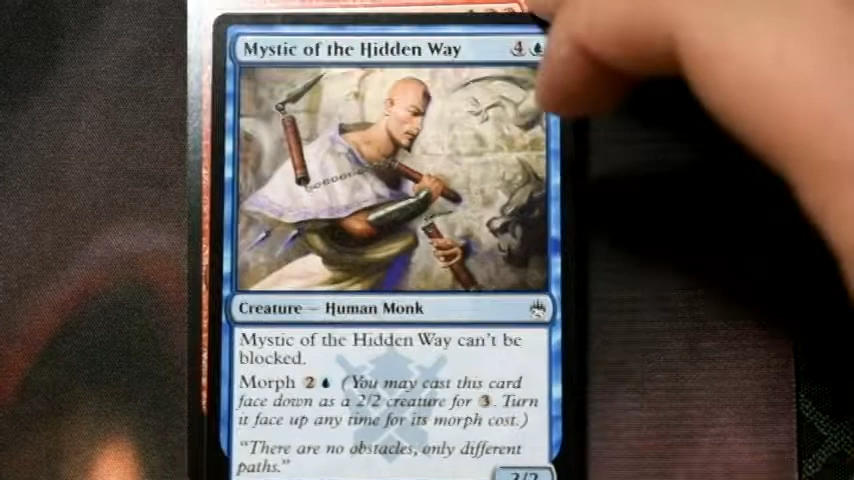 Mystic of the Hidden Way 4
Creature — Human Monk
Mystic of the Hidden Way can't be
blocked.
Morph 2 (You may cast this card
face down as a 2/2 creature for 3. Turn
it face up any time for its morph cost.)
"There are no obstacles, only different
paths."